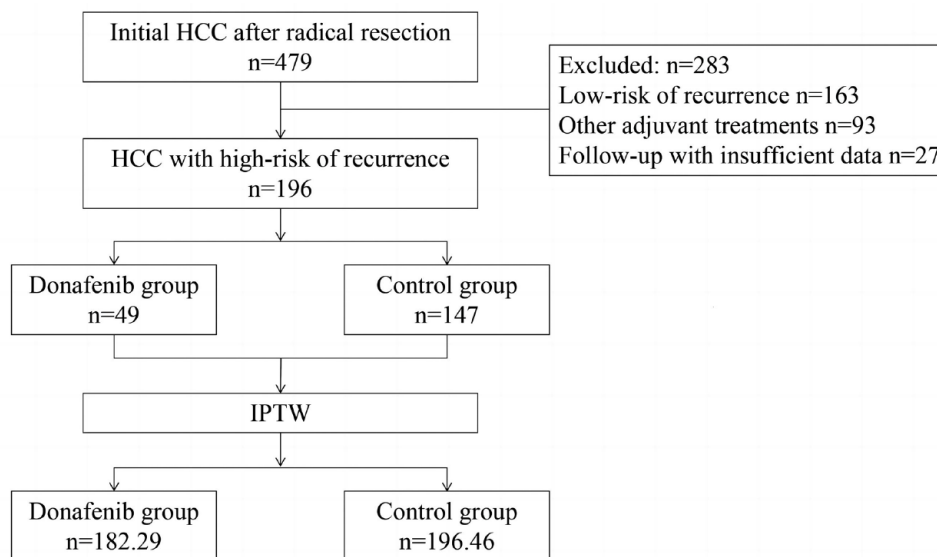 Initial HCC after radical resection
n=479
Excluded: n=283
Low-risk of recurrence n=163
Other adjuvant treatments n=93
Follow-up with insufficient data n=27
HCC with high-risk of recurrence
n=196
Donafenib group
n=49
Control group
n=147
IPTW
Donafenib group
n=182.29
Control group
n=196.46